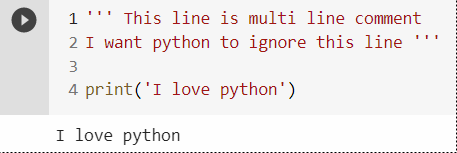 1 ''' This line is multi line comment
2 I want python to ignore this line '''
3
4 print('I love python')
I love python